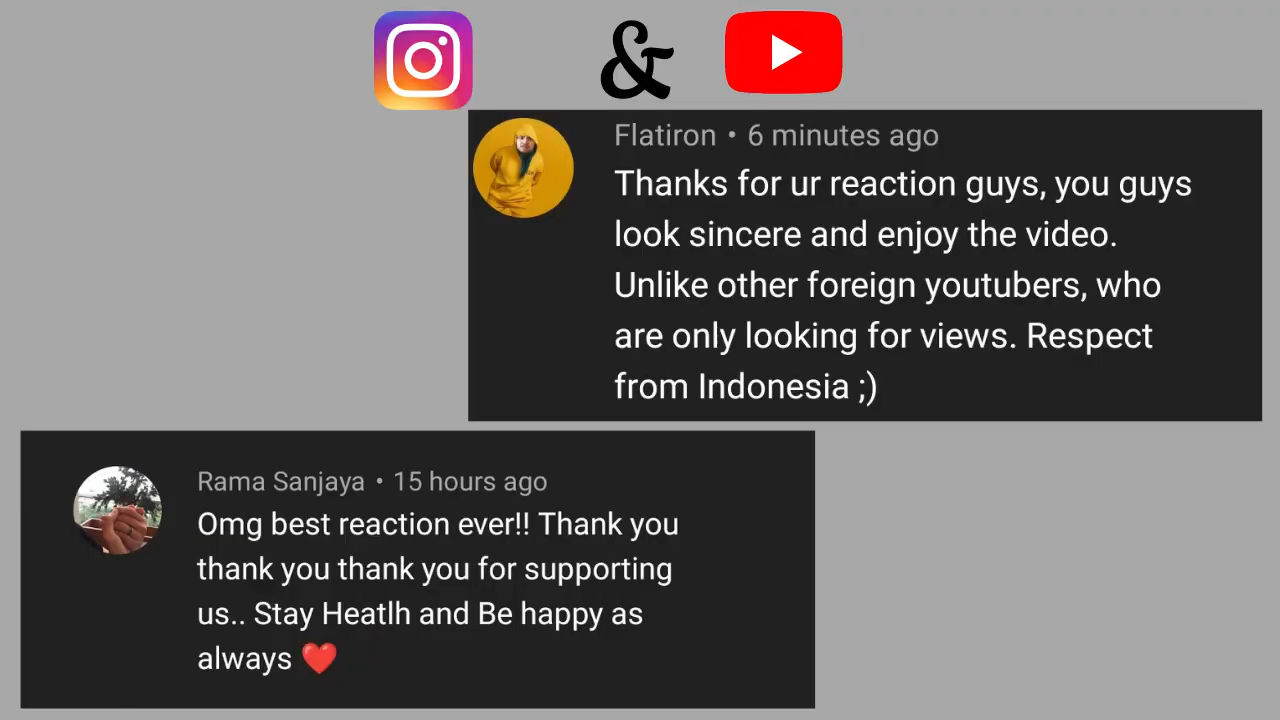 &
Flatiron • 6 minutes ago
Thanks for ur reaction guys, you guys
look sincere and enjoy the video.
Unlike other foreign youtubers, who
are only looking for views. Respect
from Indonesia ;)
Rama Sanjaya • 15 hours ago
Omg best reaction ever!! Thank you
thank you thank you for supporting
us.. Stay Heatlh and Be happy as
always ❤️